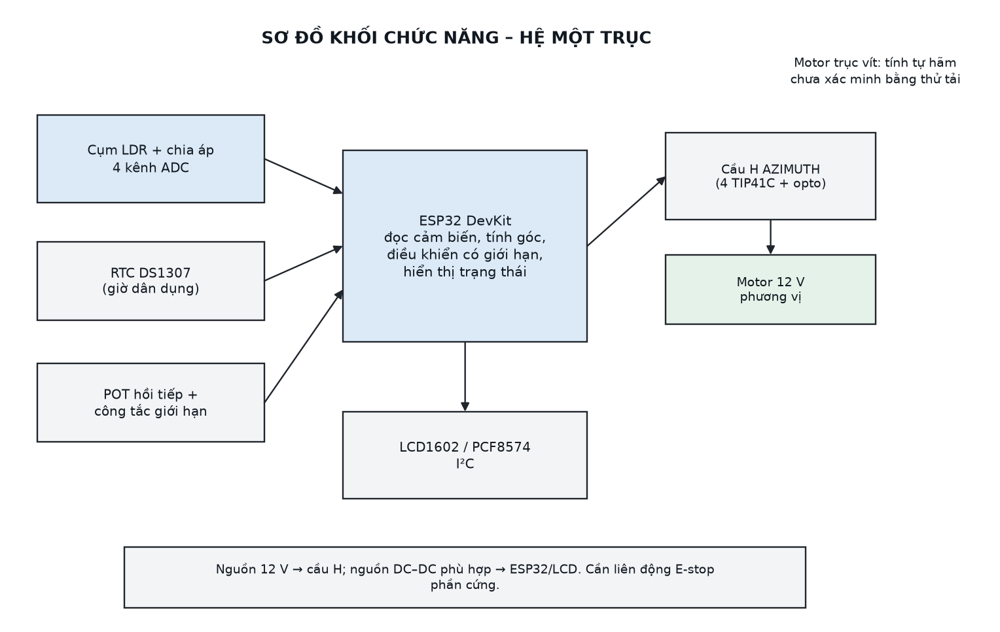 SƠ ĐỒ KHỐI CHỨC NĂNG – HỆ MỘT TRỤC
Motor trục vít: tính tự hãm
chưa xác minh bằng thử tải
Cụm LDR + chia áp
4 kênh ADC
RTC DS1307
(giờ dân dụng)
POT hồi tiếp +
công tắc giới hạn
ESP32 DevKit
đọc cảm biến, tính góc,
điều khiển có giới hạn,
hiển thị trạng thái
Cầu H AZIMUTH
(4 TIP41C + opto)
Motor 12 V
phương vị
LCD1602 / PCF8574
I²C
Nguồn 12 V → cầu H; nguồn DC–DC phù hợp → ESP32/LCD. Cần liên động E-stop
phần cứng.